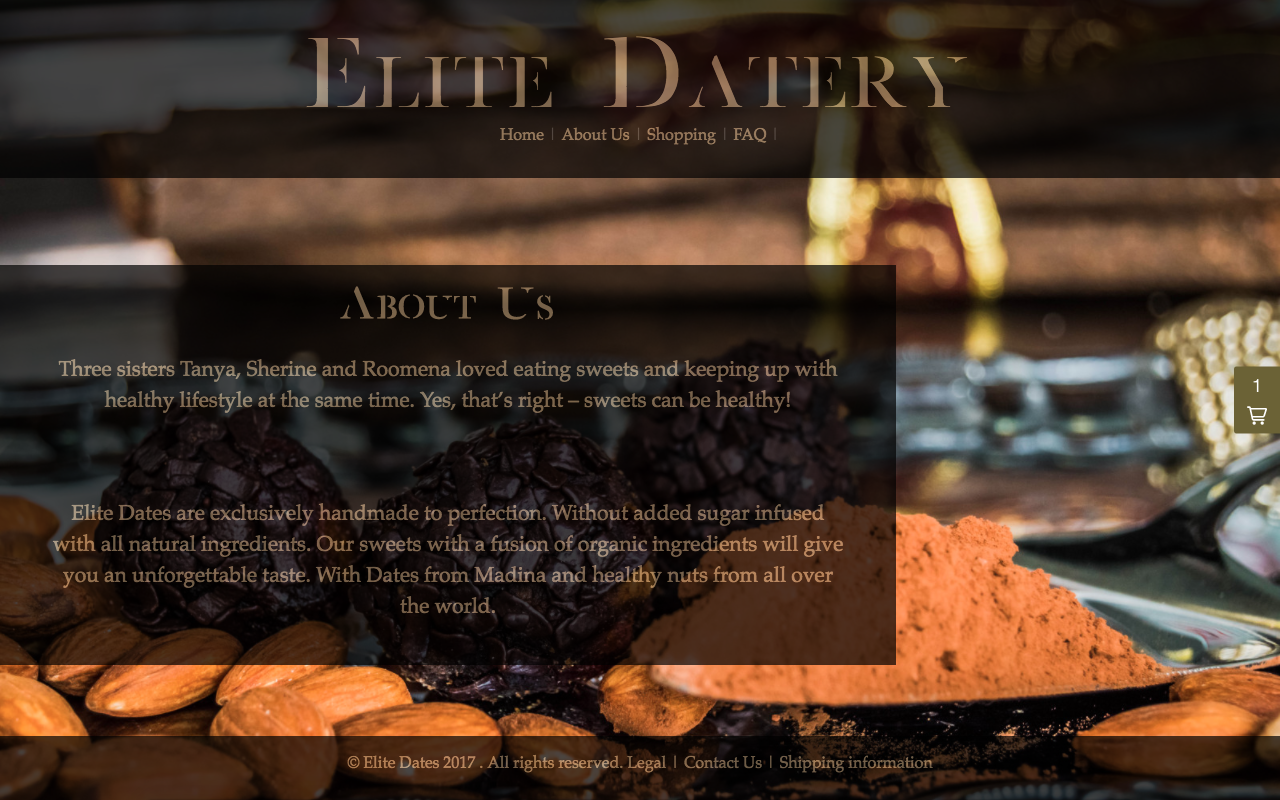 Elite Datery
Home | About Us | Shopping | FAQ |
About Us
Three sisters Tanya, Sherine and Roomena loved eating sweets and keeping up with
healthy lifestyle at the same time. Yes, that’s right – sweets can be healthy!
1
Elite Dates are exclusively handmade to perfection. Without added sugar infused
with all natural ingredients. Our sweets with a fusion of organic ingredients will give
you an unforgettable taste. With Dates from Madina and healthy nuts from all over
the world.
© Elite Dates 2017 . All rights reserved. Legal | Contact Us | Shipping information